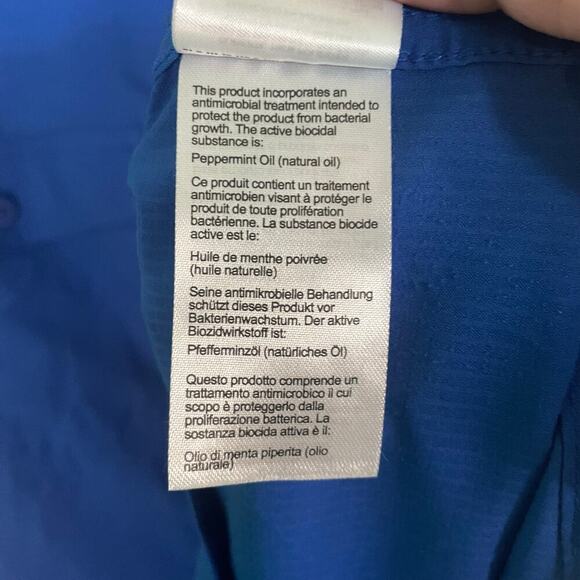 This product incorporates an
antimicrobial treatment intended to
protect the product from bacterial
growth. The active biocidal
substance is:
Peppermint Oil (natural oil)
Ce produit contient un traitement
antimicrobien visant à protéger le
produit de toute prolifération
bactérienne. La substance biocide
active est le:
Huile de menthe poivrée
(huile naturelle)
Seine antimikrobielle Behandlung
schützt dieses Produkt vor
Bakterienwachstum. Der aktive
Biozidwirkstoff ist:
Pfefferminzöl (natürliches Öl)
Questo prodotto comprende un
trattamento antimicrobico il cui
scopo è proteggerlo dalla
proliferazione batterica. La
sostanza biocida attiva è il:
Olio di menta piperita (olio
naturale)